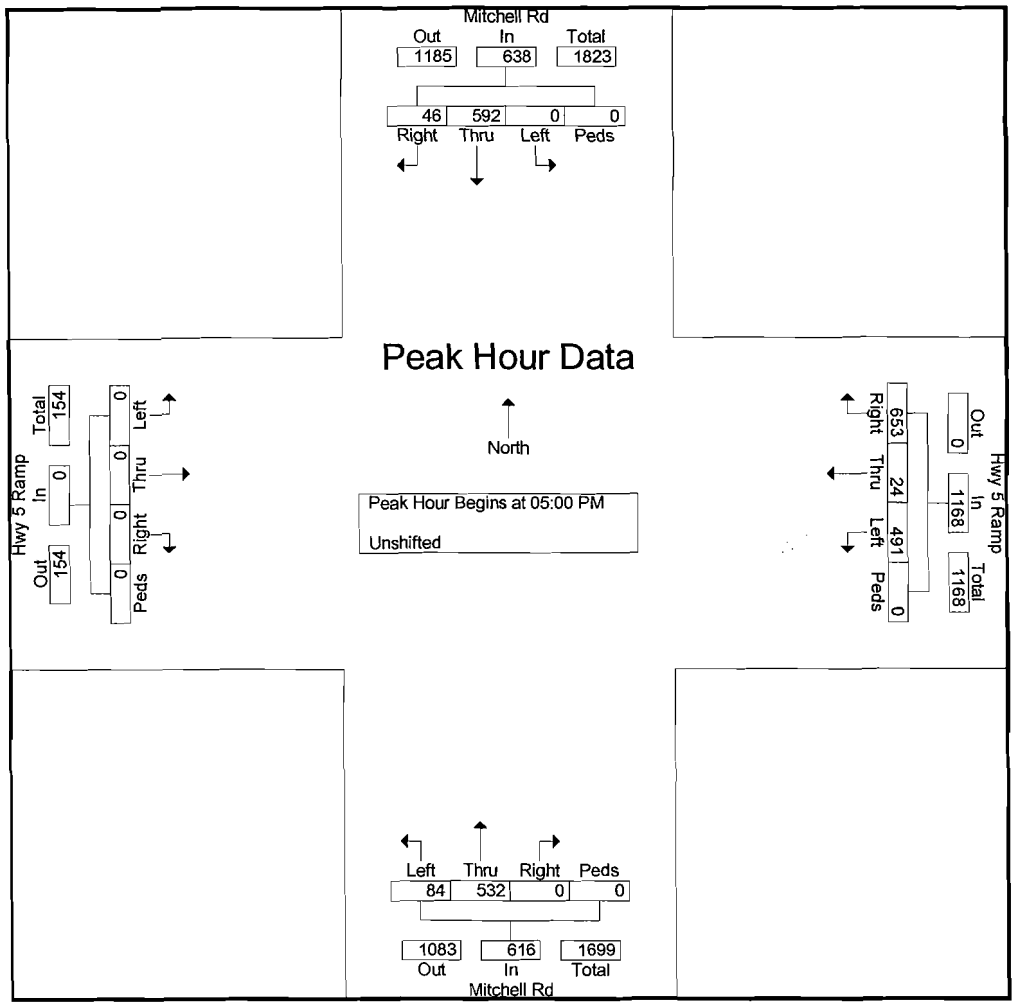 Mitchell Rd
Out In Total
1185 638 1823
46 592 0 0
Right Thru Left Peds
Peak Hour Data
North
Peak Hour Begins at 05:00 PM
Unshifted
Hwy 5 Ramp
Total In Out
154 0 154
0 0 0 0
Left Thru Right Peds
Hwy 5 Ramp
Out In Total
0 1168 1168
653 24 491 0
Right Thru Left Peds
Left Thru Right Peds
84 532 0 0
1083 616 1699
Out In Total
Mitchell Rd